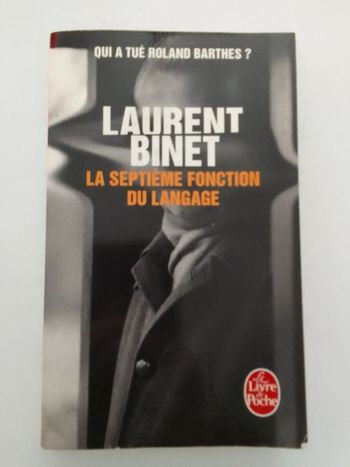 QUI A TUÉ ROLAND BARTHES ?
LAURENT
BINET
LA SEPTIÈME FONCTION
DU LANGAGE
Le
Livre
de
Poche